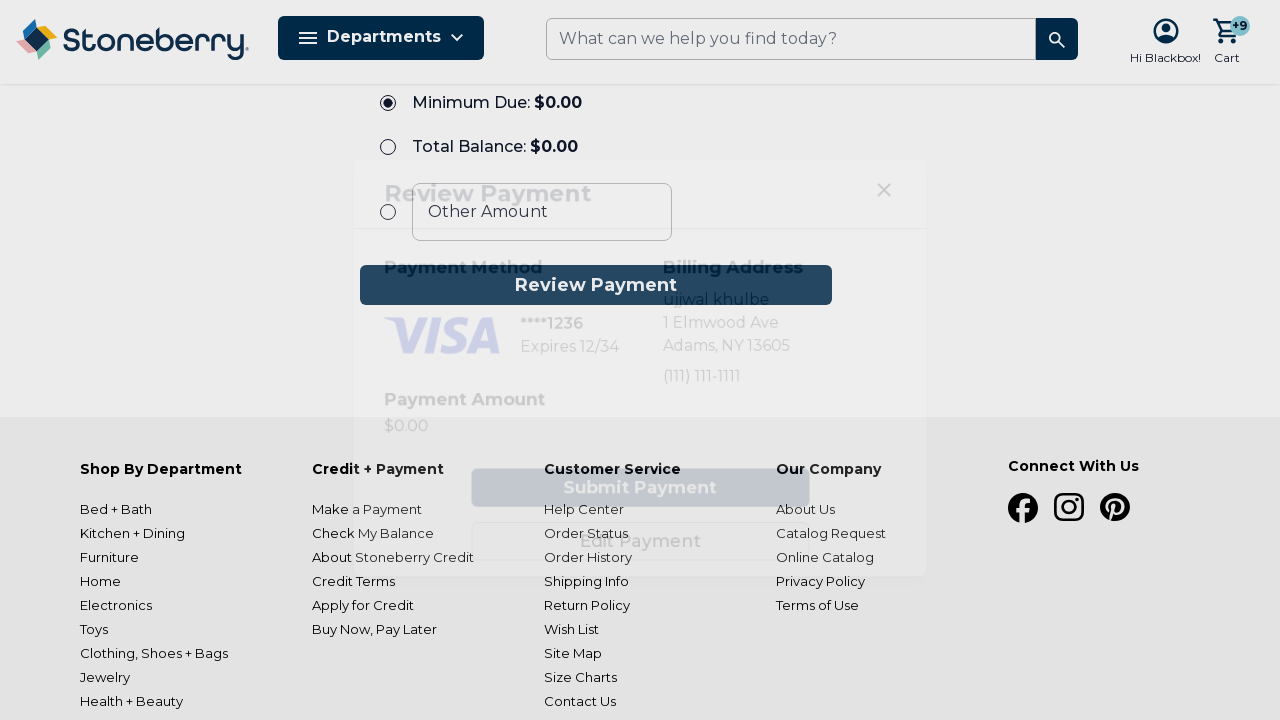 Stoneberry
Departments
What can we help you find today?
Hi Blackbox!
+9
Cart
Minimum Due: $0.00
Total Balance: $0.00
Review Payment
Other Amount
Payment Method
Billing Address
Review Payment
ujjwal khulbe
VISA
****1236
1 Elmwood Ave
Expires 12/34
Adams, NY 13605
(111) 111-1111
Payment Amount
$0.00
Shop By Department
Bed + Bath
Kitchen + Dining
Furniture
Home
Electronics
Toys
Clothing, Shoes + Bags
Jewelry
Health + Beauty
Credit + Payment
Make a Payment
Check My Balance
About Stoneberry Credit
Credit Terms
Apply for Credit
Buy Now, Pay Later
Customer Service
Submit Payment
Help Center
Order Status
Edit Payment
Order History
Shipping Info
Return Policy
Wish List
Site Map
Size Charts
Contact Us
Our Company
About Us
Catalog Request
Online Catalog
Privacy Policy
Terms of Use
Connect With Us